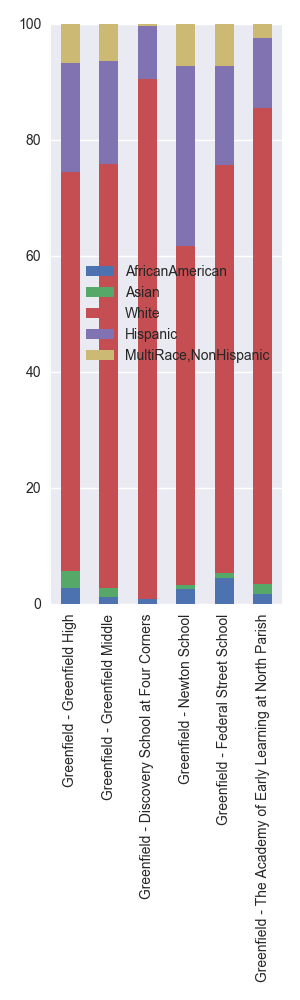 100
80
60
40
20
0
AfricanAmerican
Asian
White
Hispanic
MultiRace,NonHispanic
Greenfield - Greenfield High
Greenfield - Greenfield Middle
Greenfield - Discovery School at Four Corners
Greenfield - Newton School
Greenfield - Federal Street School
Greenfield - The Academy of Early Learning at North Parish